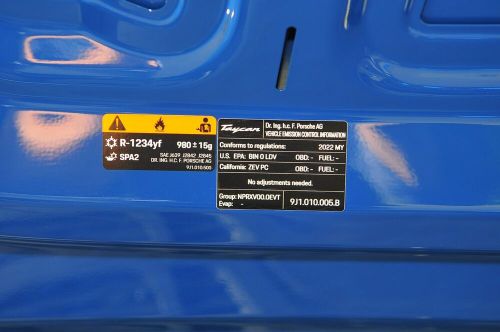 R-1234yf 980 ± 15g
SPA2
SAE J639 J2842 J2845
DR. ING. H.C. F. PORSCHE AG
9J1.010.505
Taycan
Dr. Ing. h.c. F. Porsche AG
VEHICLE EMISSION CONTROL INFORMATION
Conforms to regulations: 2022 MY
U.S. EPA: BIN 0 LDV OBD: - FUEL: -
California: ZEV PC OBD: - FUEL: -
No adjustments needed.
Group: NPRXV00.0EVT
Evap: -
9J1.010.005.B